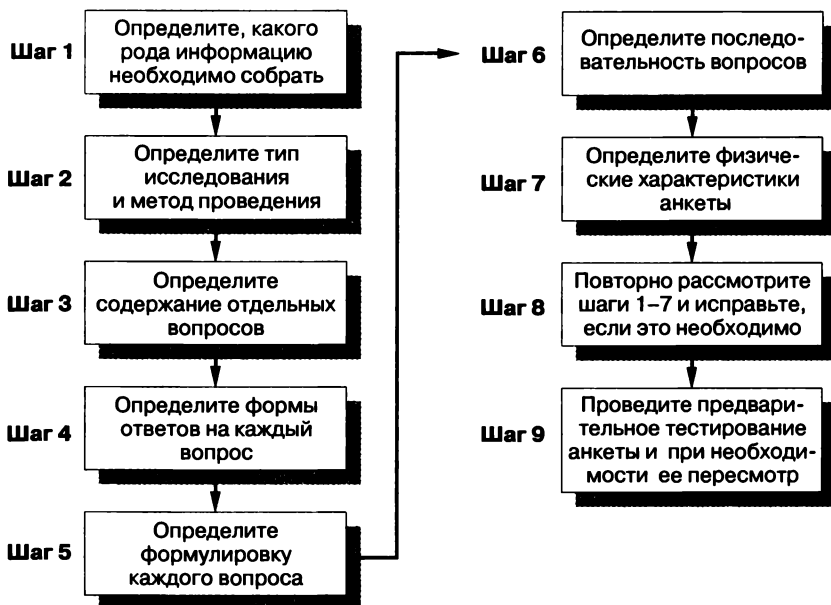 Шаг 1
Определите, какого
рода информацию
необходимо собрать
Шаг 2
Определите тип
исследования
и метод проведения
Шаг 3
Определите
содержание отдельных
вопросов
Шаг 4
Определите формы
ответов на каждый
вопрос
Шаг 5
Определите
формулировку
каждого вопроса
Шаг 6
Определите последо-
вательность вопросов
Шаг 7
Определите физиче-
ские характеристики
анкеты
Шаг 8
Повторно рассмотрите
шаги 1–7 и исправьте,
если это необходимо
Шаг 9
Проведите предвари-
тельное тестирование
анкеты и при необходи-
мости ее пересмотр